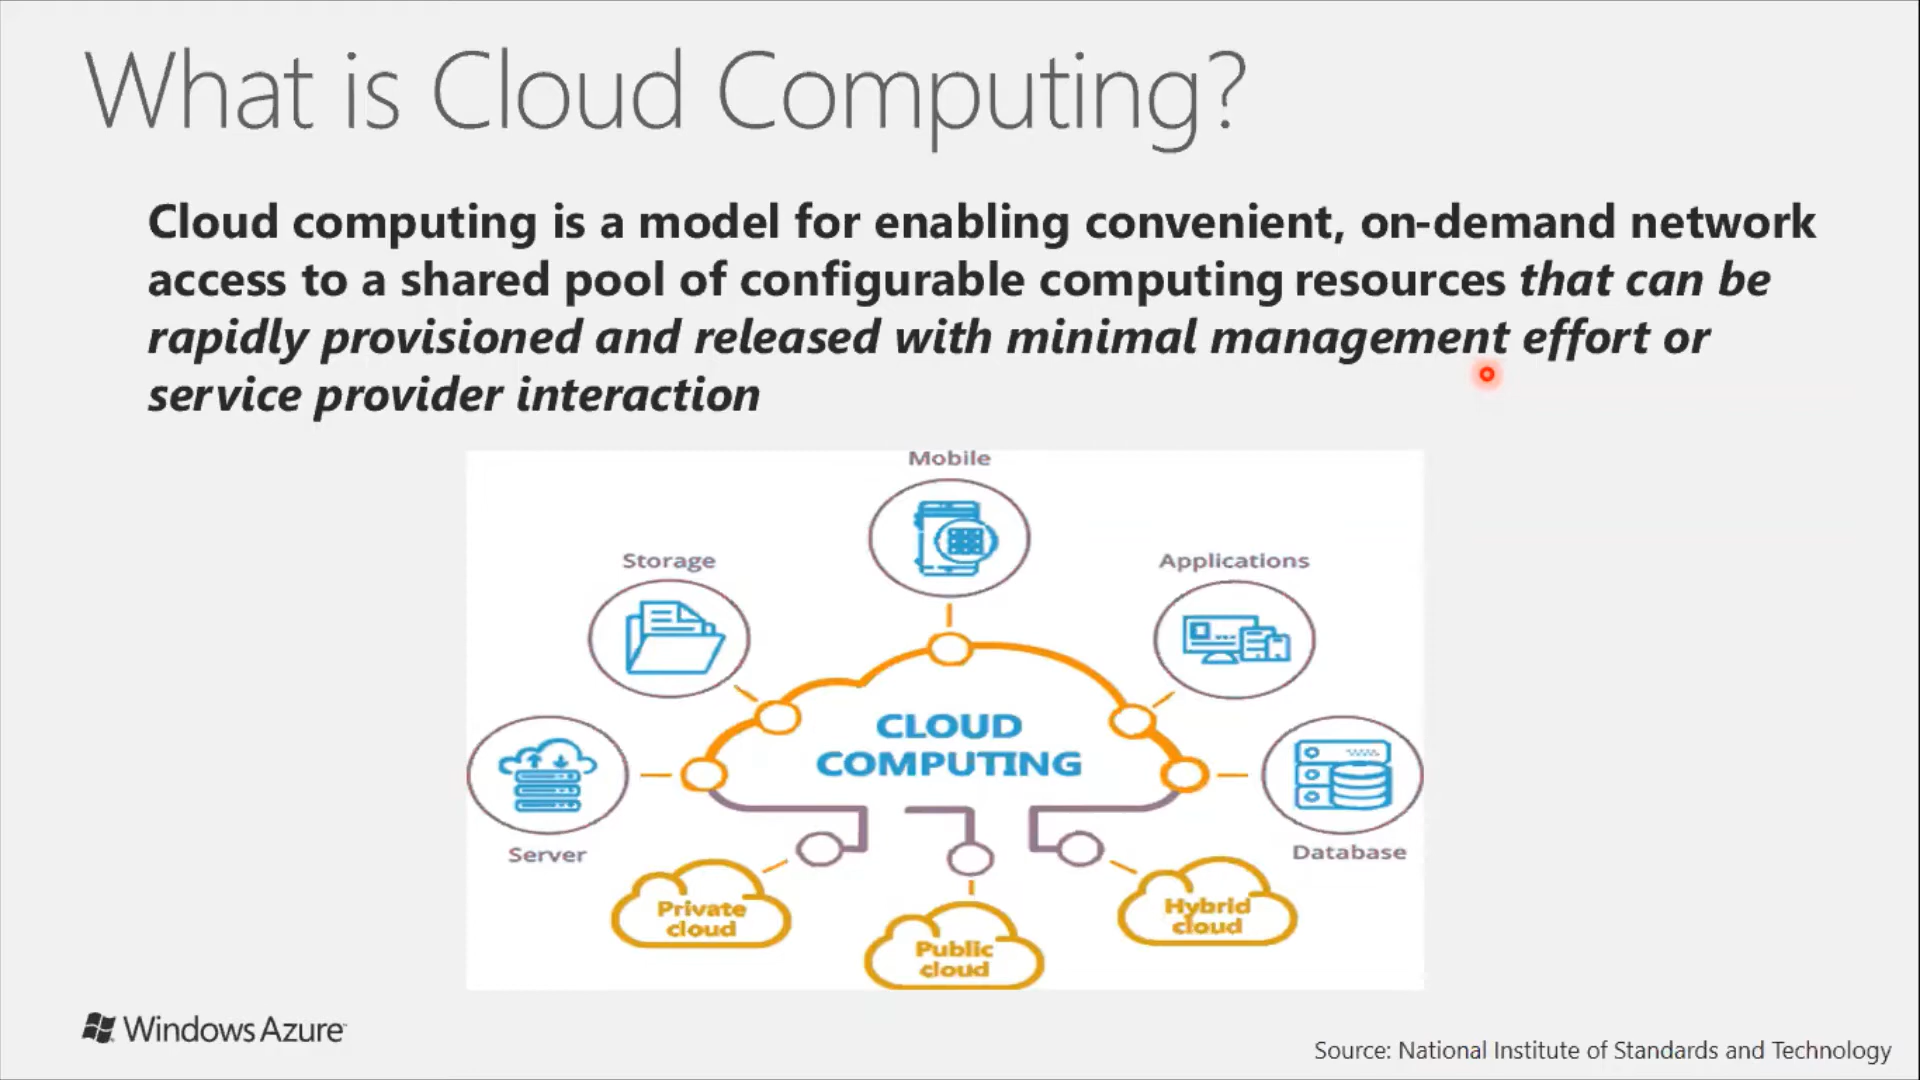 What is Cloud Computing?
Cloud computing is a model for enabling convenient, on-demand network
access to a shared pool of configurable computing resources that can be
rapidly provisioned and released with minimal management effort or
service provider interaction
Mobile
Storage
Applications
CLOUD
COMPUTING
Server
Database
Private
cloud
Public
cloud
Hybrid
cloud
Windows Azure
Source: National Institute of Standards and Technology